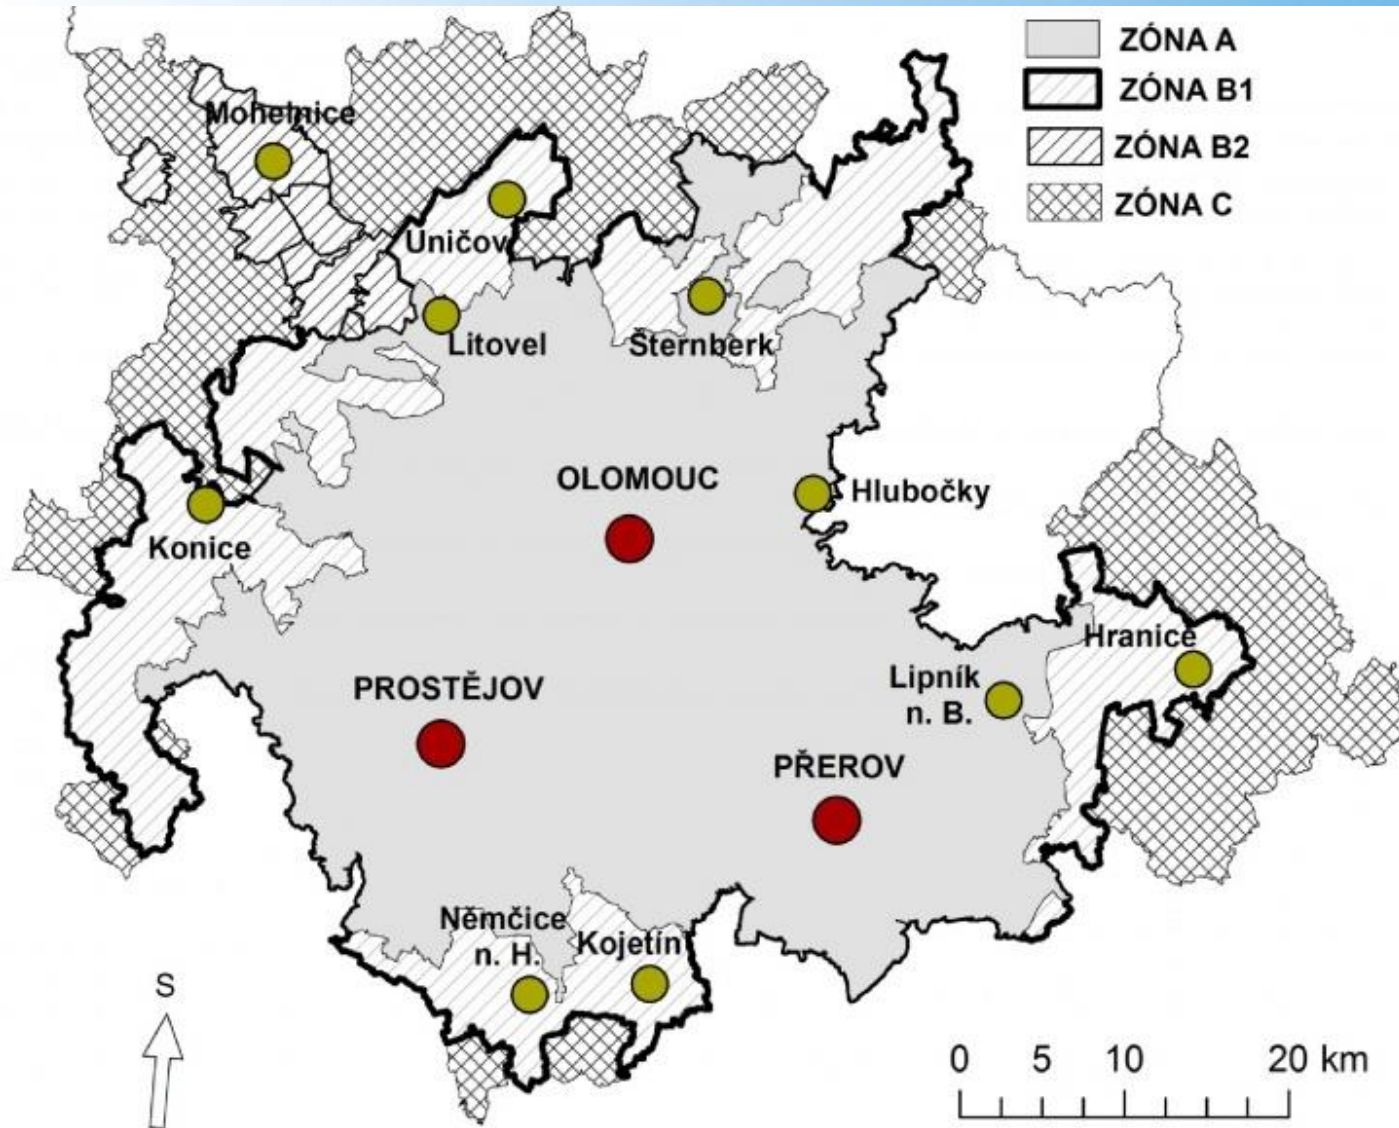 ZÓNA A
ZÓNA B1
ZÓNA B2
ZÓNA C
Mohelnice
Uničov
Litovel
Šternberk
OLOMOUC
Hlubočky
Konice
Hranice
PROSTĚJOV
Lipník
n. B.
PŘEROV
Němčice
n. H.
Kojetín
S
0 5 10 20 km